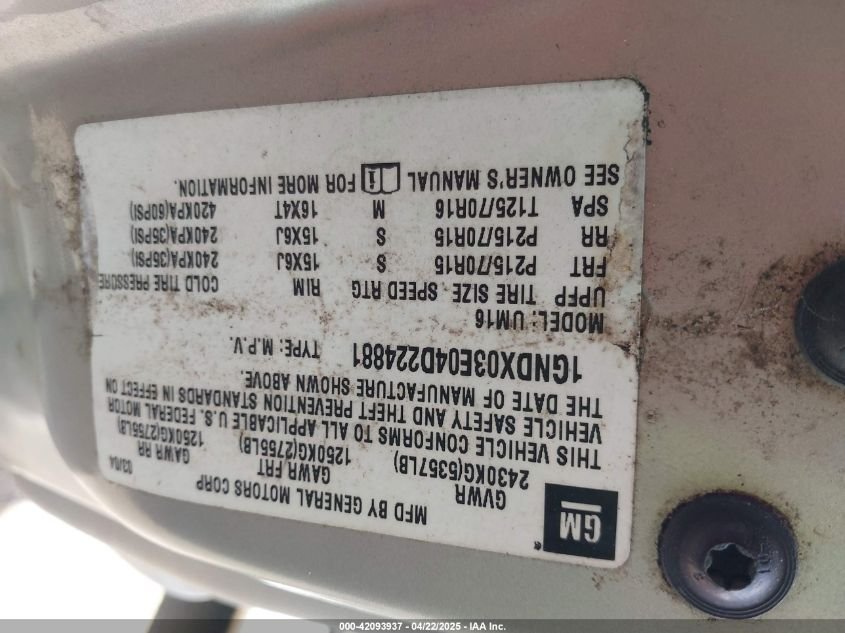 MFD BY GENERAL MOTORS CORP
03/04
GVWR GAWR FRT GAWR RR
2430KG(5357LB) 1250KG(2755LB) 1250KG(2755LB)
THIS VEHICLE CONFORMS TO ALL APPLICABLE U.S. FEDERAL MOTOR
VEHICLE SAFETY AND THEFT PREVENTION STANDARDS IN EFFECT ON
THE DATE OF MANUFACTURE SHOWN ABOVE.
1GNDX03E04D224881 TYPE: M.P.V.
MODEL: UM16
UPFP TIRE SIZE SPEED RTG RIM COLD TIRE PRESSURE
FRT P215/70R15 S 15X6J 240KPA(35PSI)
RR P215/70R15 S 15X6J 240KPA(35PSI)
SPA T125/70R16 M 16X4T 420KPA(60PSI)
SEE OWNER'S MANUAL FOR MORE INFORMATION.
GM
000-42093937 - 04/22/2025 - IAA Inc.